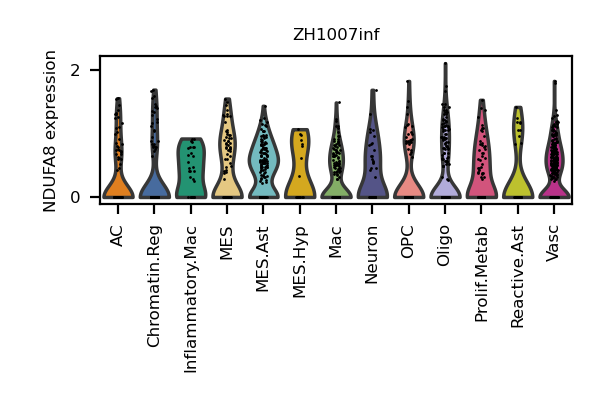 ZH1007inf
NDUFA8 expression
2
0
AC
Chromatin.Reg
Inflammatory.Mac
MES
MES.Ast
MES.Hyp
Mac
Neuron
OPC
Oligo
Prolif.Metab
Reactive.Ast
Vasc